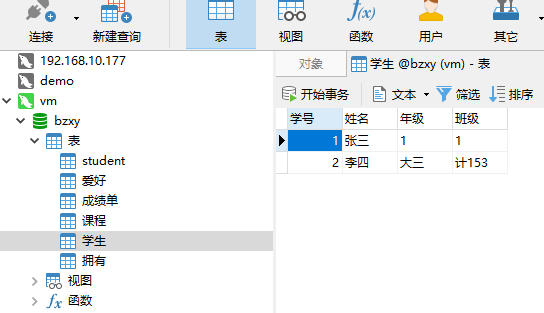 连接 新建查询 表 视图 函数 用户 其它
192.168.10.177
demo
vm
bzxy
表
student
爱好
成绩单
课程
学生
拥有
视图
fx 函数
对象 学生 @bzxy (vm) - 表
开始事务 文本 筛选 排序
学号 姓名 年级 班级
1 张三 1 1
2 李四 大三 计153